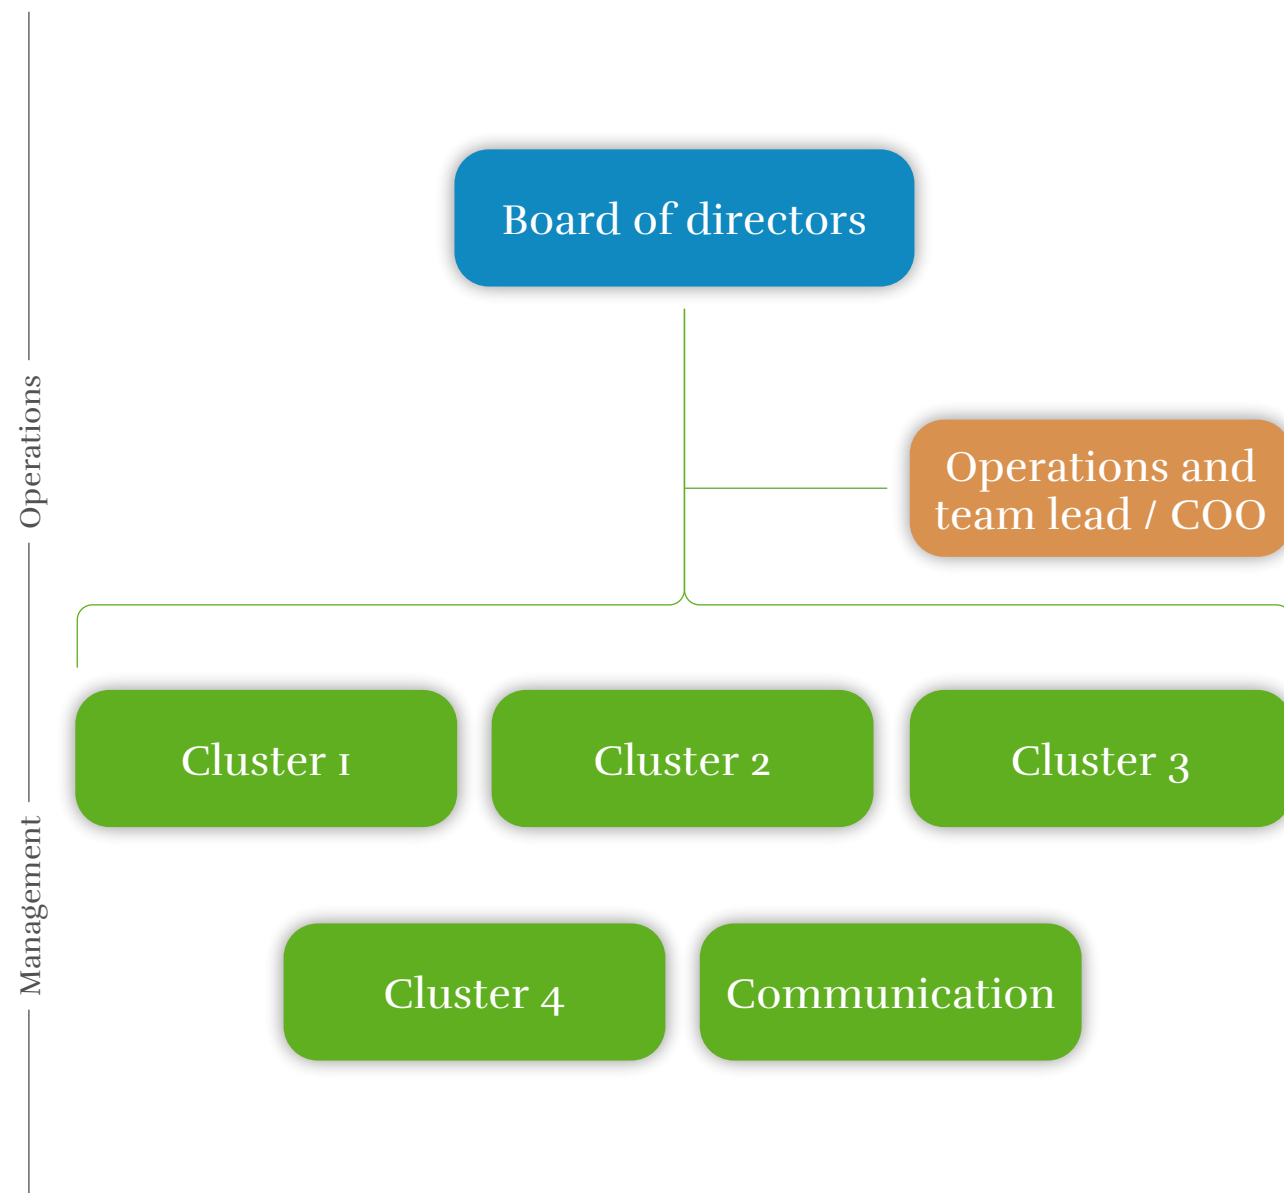 Board of directors
Operations
Operations and
team lead / COO
Cluster 1
Cluster 2
Cluster 3
Management
Cluster 4
Communication